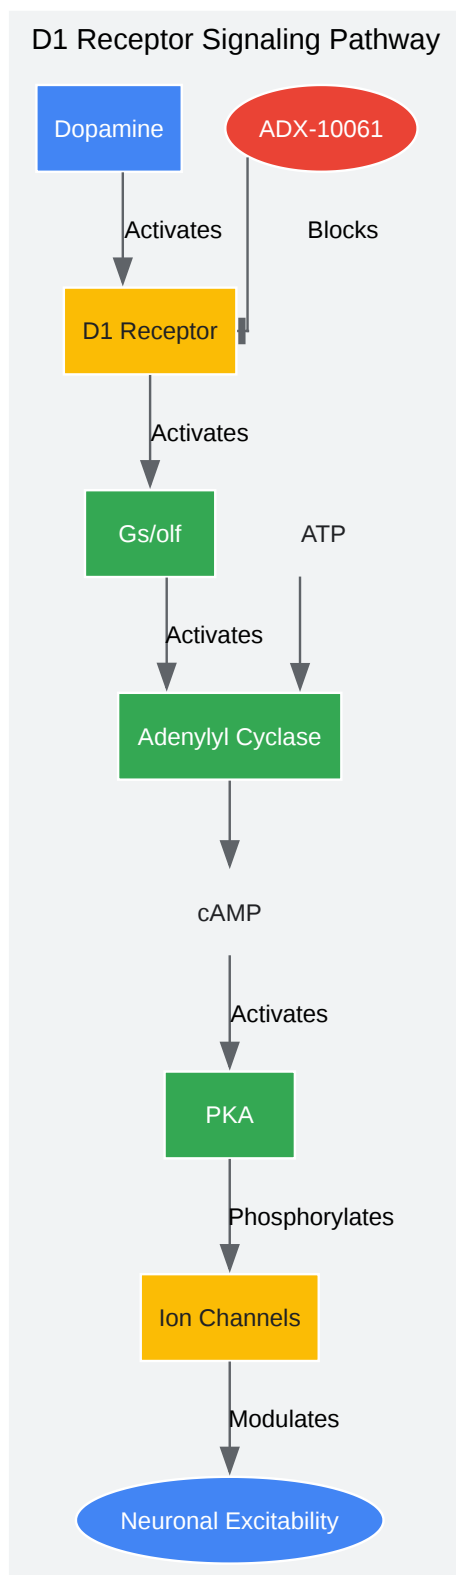 D1 Receptor Signaling Pathway
Dopamine
ADX-10061
Activates
Blocks
D1 Receptor
Activates
Gs/olf
ATP
Activates
Adenylyl Cyclase
cAMP
Activates
PKA
Phosphorylates
Ion Channels
Modulates
Neuronal Excitability